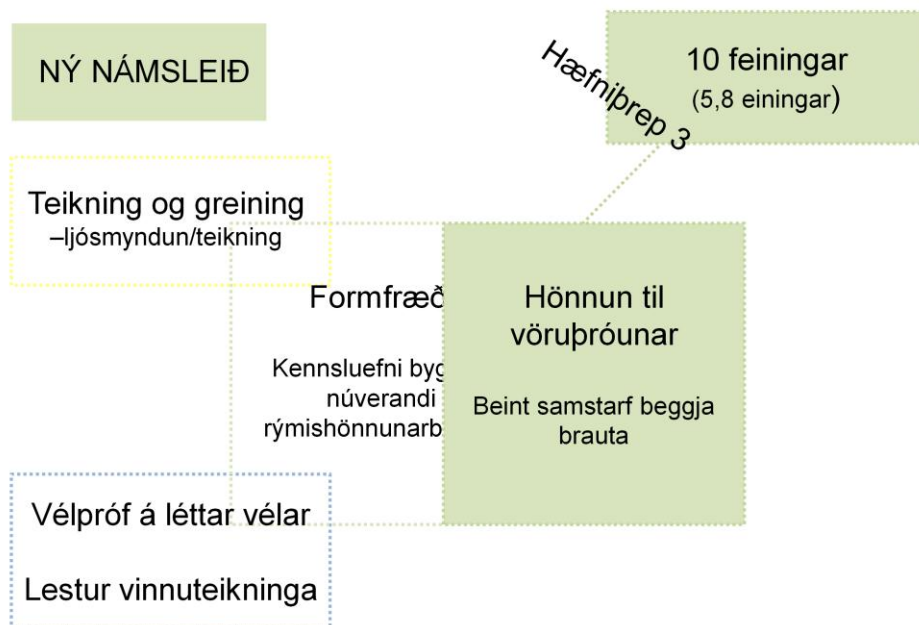 NÝ NÁMSLEIÐ
Hæfniþrep 3
10 feiningar
(5,8 einingar)
Teikning og greining
–ljósmyndun/teikning
Formfræð
Kennsluefni byg
núverandi
rýmishönnunarb
Hönnun til
vöruþróunar
Beint samstarf beggja
brauta
Vélpróf á léttar vélar
Lestur vinnuteikninga